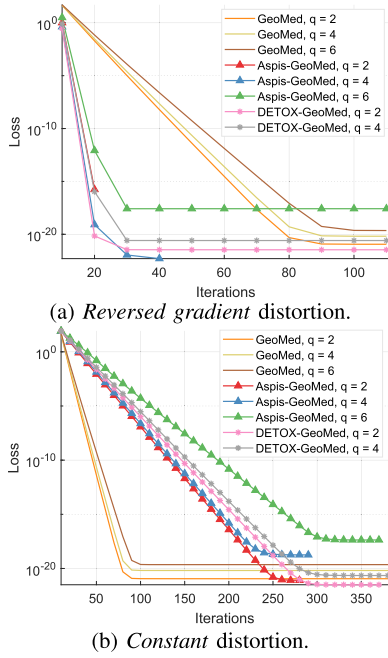 10^0
10^-10
10^-20
Loss
20 40 60 80 100
Iterations
GeoMed, q = 2
GeoMed, q = 4
GeoMed, q = 6
Aspis-GeoMed, q = 2
Aspis-GeoMed, q = 4
Aspis-GeoMed, q = 6
DETOX-GeoMed, q = 2
DETOX-GeoMed, q = 4
(a) Reversed gradient distortion.
10^0
10^-10
10^-20
Loss
50 100 150 200 250 300 350
Iterations
GeoMed, q = 2
GeoMed, q = 4
GeoMed, q = 6
Aspis-GeoMed, q = 2
Aspis-GeoMed, q = 4
Aspis-GeoMed, q = 6
DETOX-GeoMed, q = 2
DETOX-GeoMed, q = 4
(b) Constant distortion.